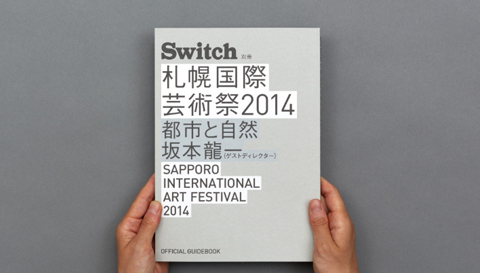 Switch 別冊
札幌国際
芸術祭2014
都市と自然
坂本龍一(ゲストディレクター)
SAPPORO
INTERNATIONAL
ART FESTIVAL
2014
OFFICIAL GUIDEBOOK